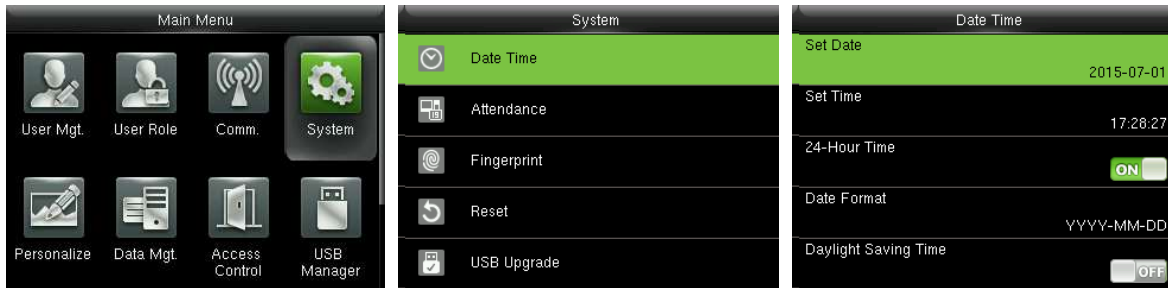 Main Menu
User Mgt.
User Role
Comm.
System
Personalize
Data Mgt.
Access
Control
USB
Manager
System
Date Time
Attendance
Fingerprint
Reset
USB Upgrade
Date Time
Set Date
2015-07-01
Set Time
17:28:27
24-Hour Time
ON
Date Format
YYYY-MM-DD
Daylight Saving Time
OFF